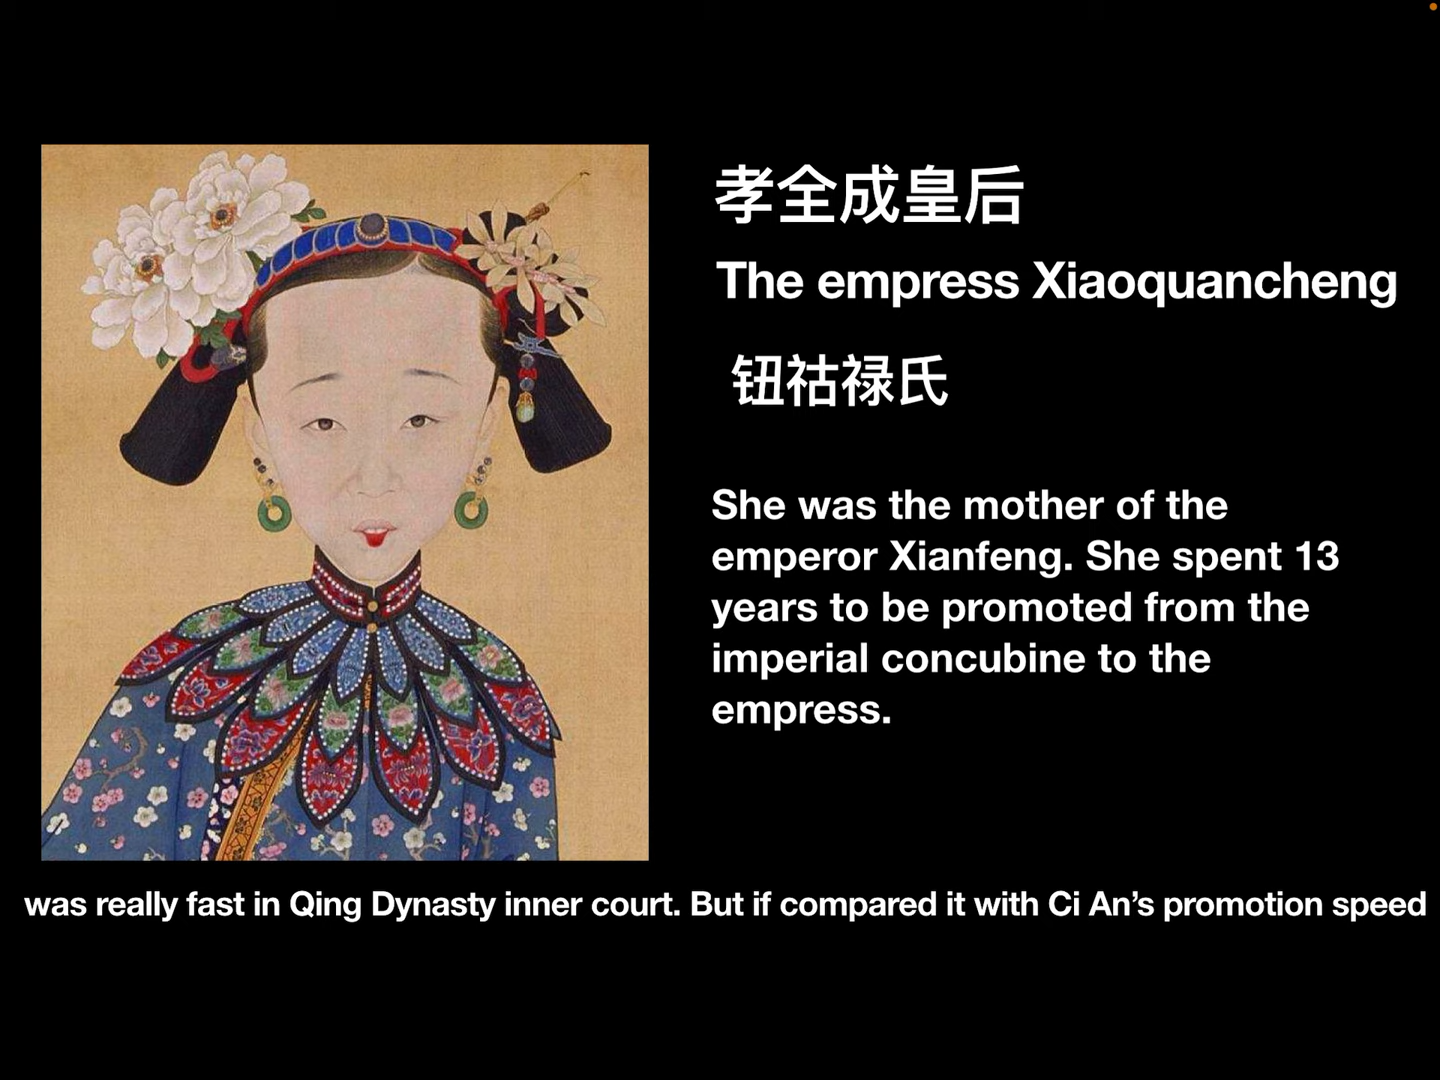 孝全成皇后
The empress Xiaoquancheng
钮祜禄氏
She was the mother of the
emperor Xianfeng. She spent 13
years to be promoted from the
imperial concubine to the
empress.
was really fast in Qing Dynasty inner court. But if compared it with Ci An’s promotion speed